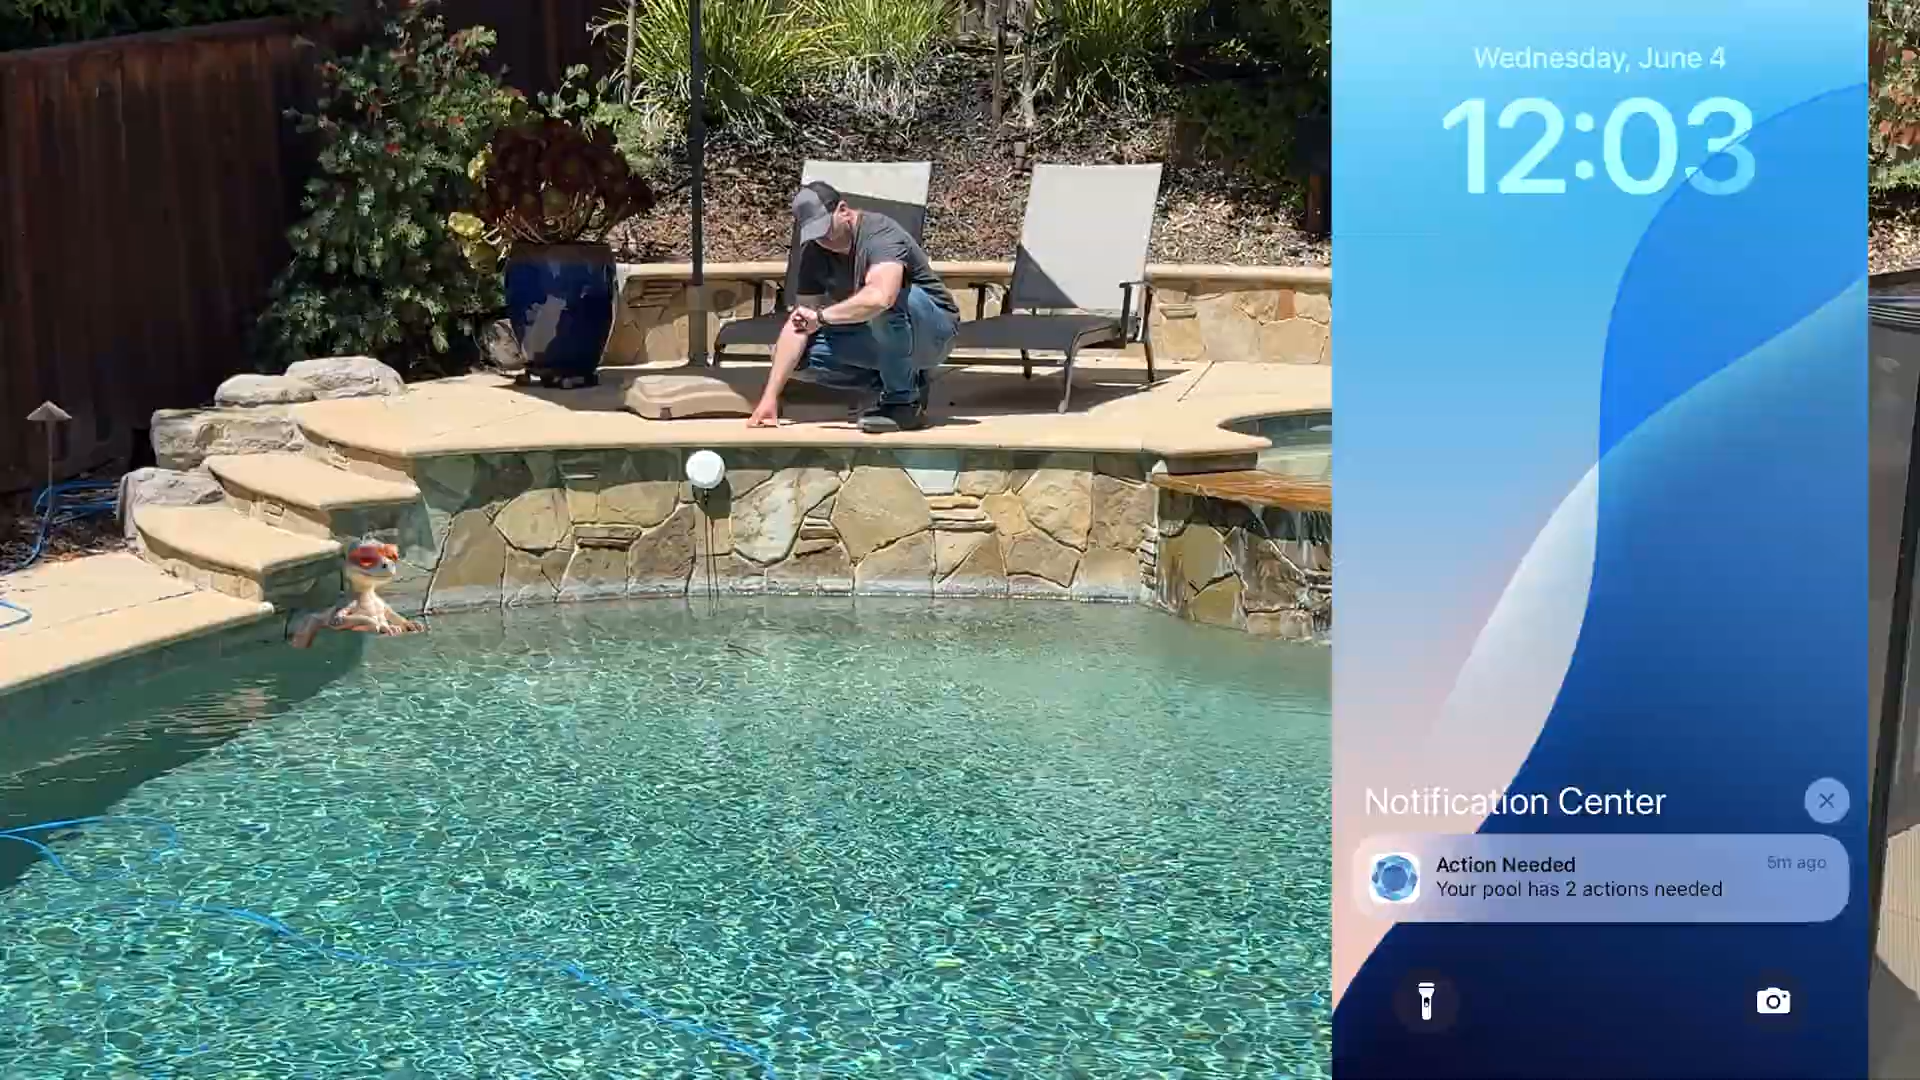 Wednesday, June 4
12:03
Notification Center
Action Needed
5m ago
Your pool has 2 actions needed